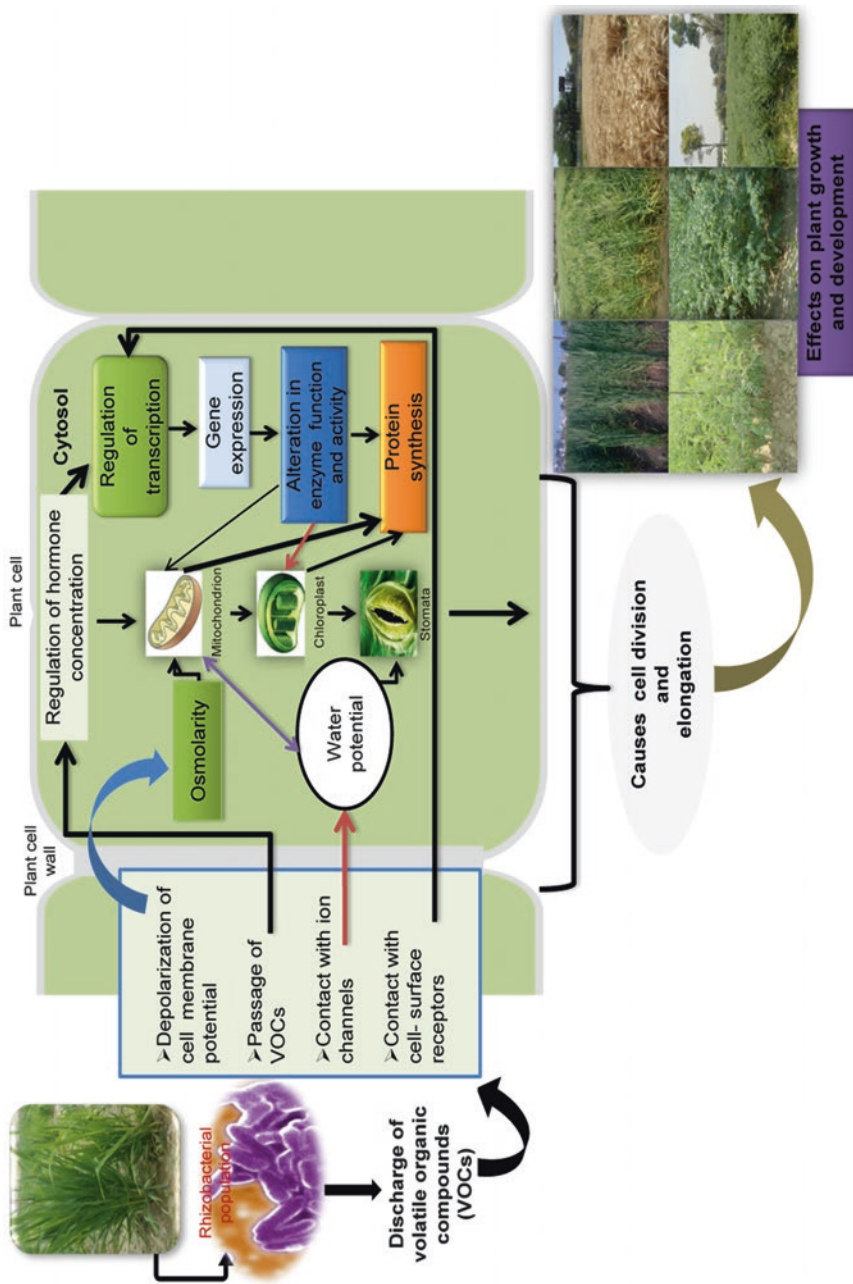 Rhizobacterial
population
Discharge of
volatile organic
compounds
(VOCs)
➢Depolarization of
cell membrane
potential
➢Passage of
VOCs
➢Contact with ion
channels
➢Contact with
cell- surface
receptors
Plant cell
wall
Plant cell
Regulation of hormone
concentration
Cytosol
Osmolarity
Water
potential
Mitochondrion
Chloroplast
Stomata
Regulation
of
transcription
Gene
expression
Alteration in
enzyme function
and activity
Protein
synthesis
Causes cell division
and
elongation
Effects on plant growth
and development